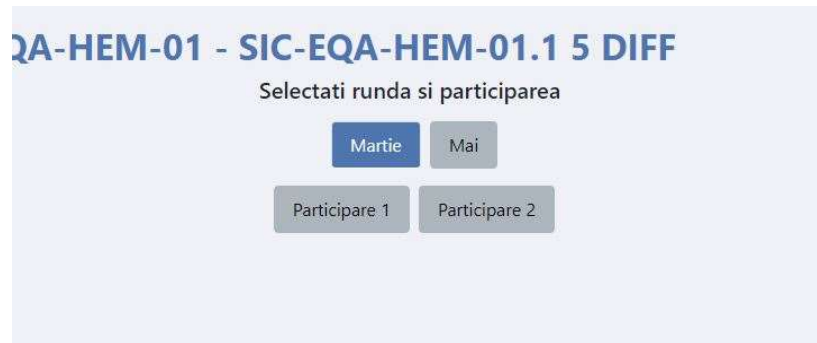 QA-HEM-01 - SIC-EQA-HEM-01.1 5 DIFF
Selectati runda si participarea
Martie Mai
Participare 1 Participare 2